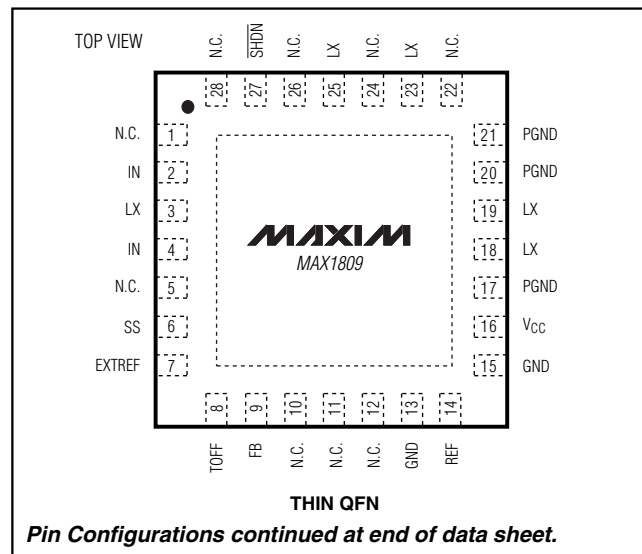 TOP VIEW
N.C. SHDN N.C. LX N.C. LX N.C.
28 27 26 25 24 23 22
N.C. 1 21 PGND
IN 2 20 PGND
LX 3 19 LX
IN 4 18 LX
N.C. 5 17 PGND
SS 6 16 VCC
EXTREF 7 15 GND
MAXIM
MAX1809
8 9 10 11 12 13 14
TOFF FB N.C. N.C. N.C. GND REF
THIN QFN
Pin Configurations continued at end of data sheet.